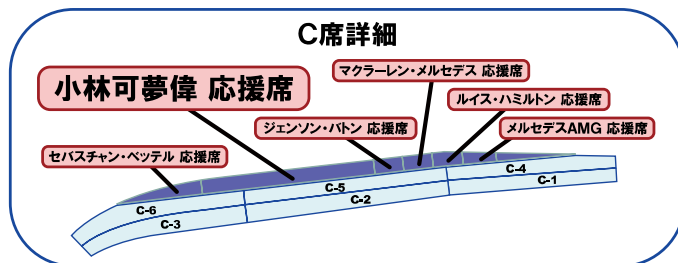 C席詳細
マクラーレン・メルセデス 応援席
小林可夢偉 応援席
ルイス・ハミルトン 応援席
ジェンソン・バトン 応援席
メルセデスAMG 応援席
セバスチャン・ベッテル 応援席
C-4
C-5
C-1
C-6
C-2
C-3